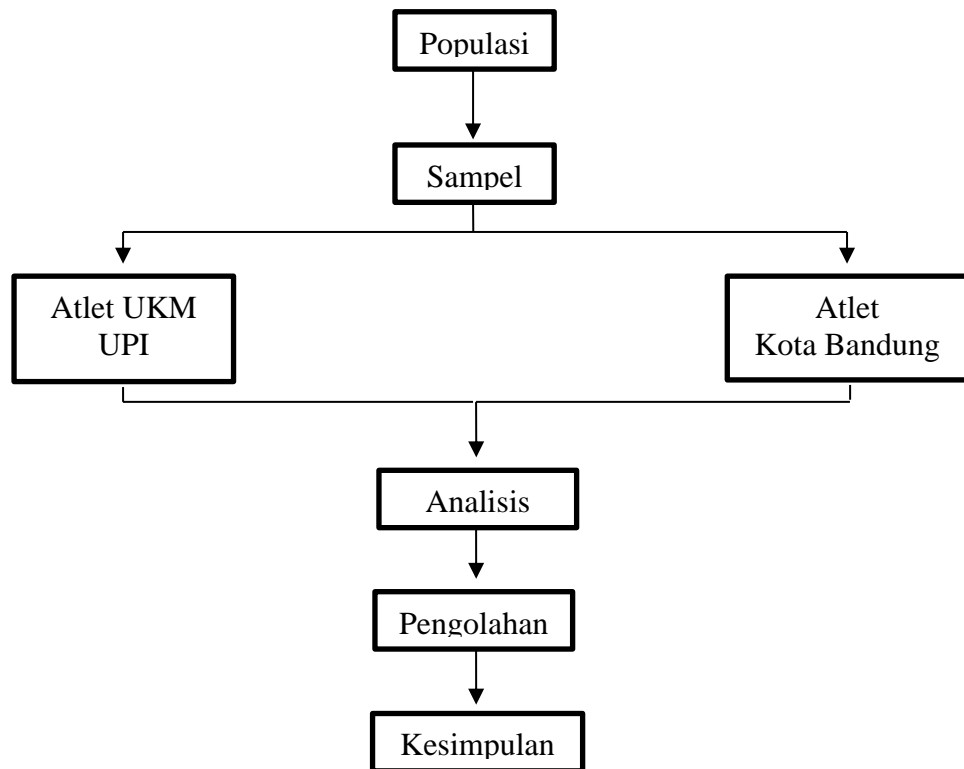 Populasi
Sampel
Atlet UKM
UPI
Atlet
Kota Bandung
Analisis
Pengolahan
Kesimpulan